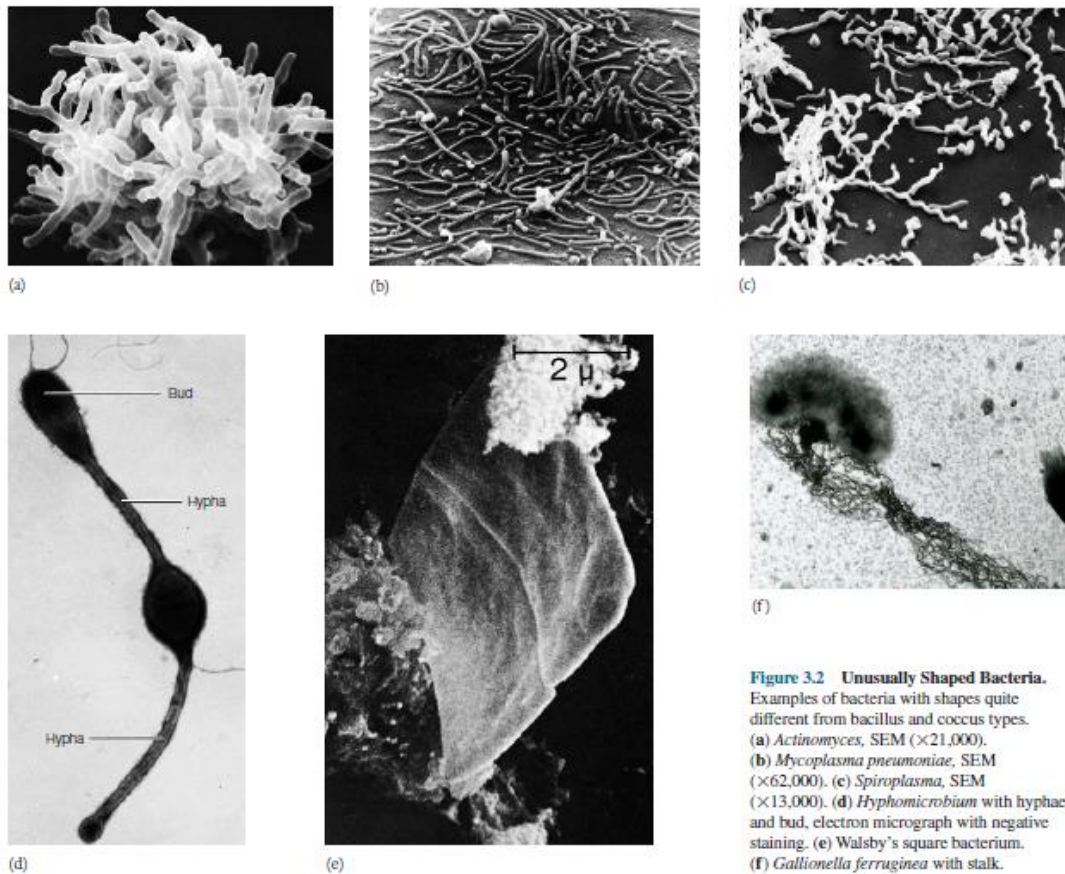 (a)
(b)
(c)
Bud
Hypha
Hypha
(d)
2 μ
(e)
(f)
Figure 3.2 Unusually Shaped Bacteria.
Examples of bacteria with shapes quite
different from bacillus and coccus types.
(a) Actinomyces, SEM (×21,000).
(b) Mycoplasma pneumoniae, SEM
(×62,000). (c) Spiroplasma, SEM
(×13,000). (d) Hyphomicrobium with hyphae
and bud, electron micrograph with negative
staining. (e) Walsby's square bacterium.
(f) Gallionella ferruginea with stalk.